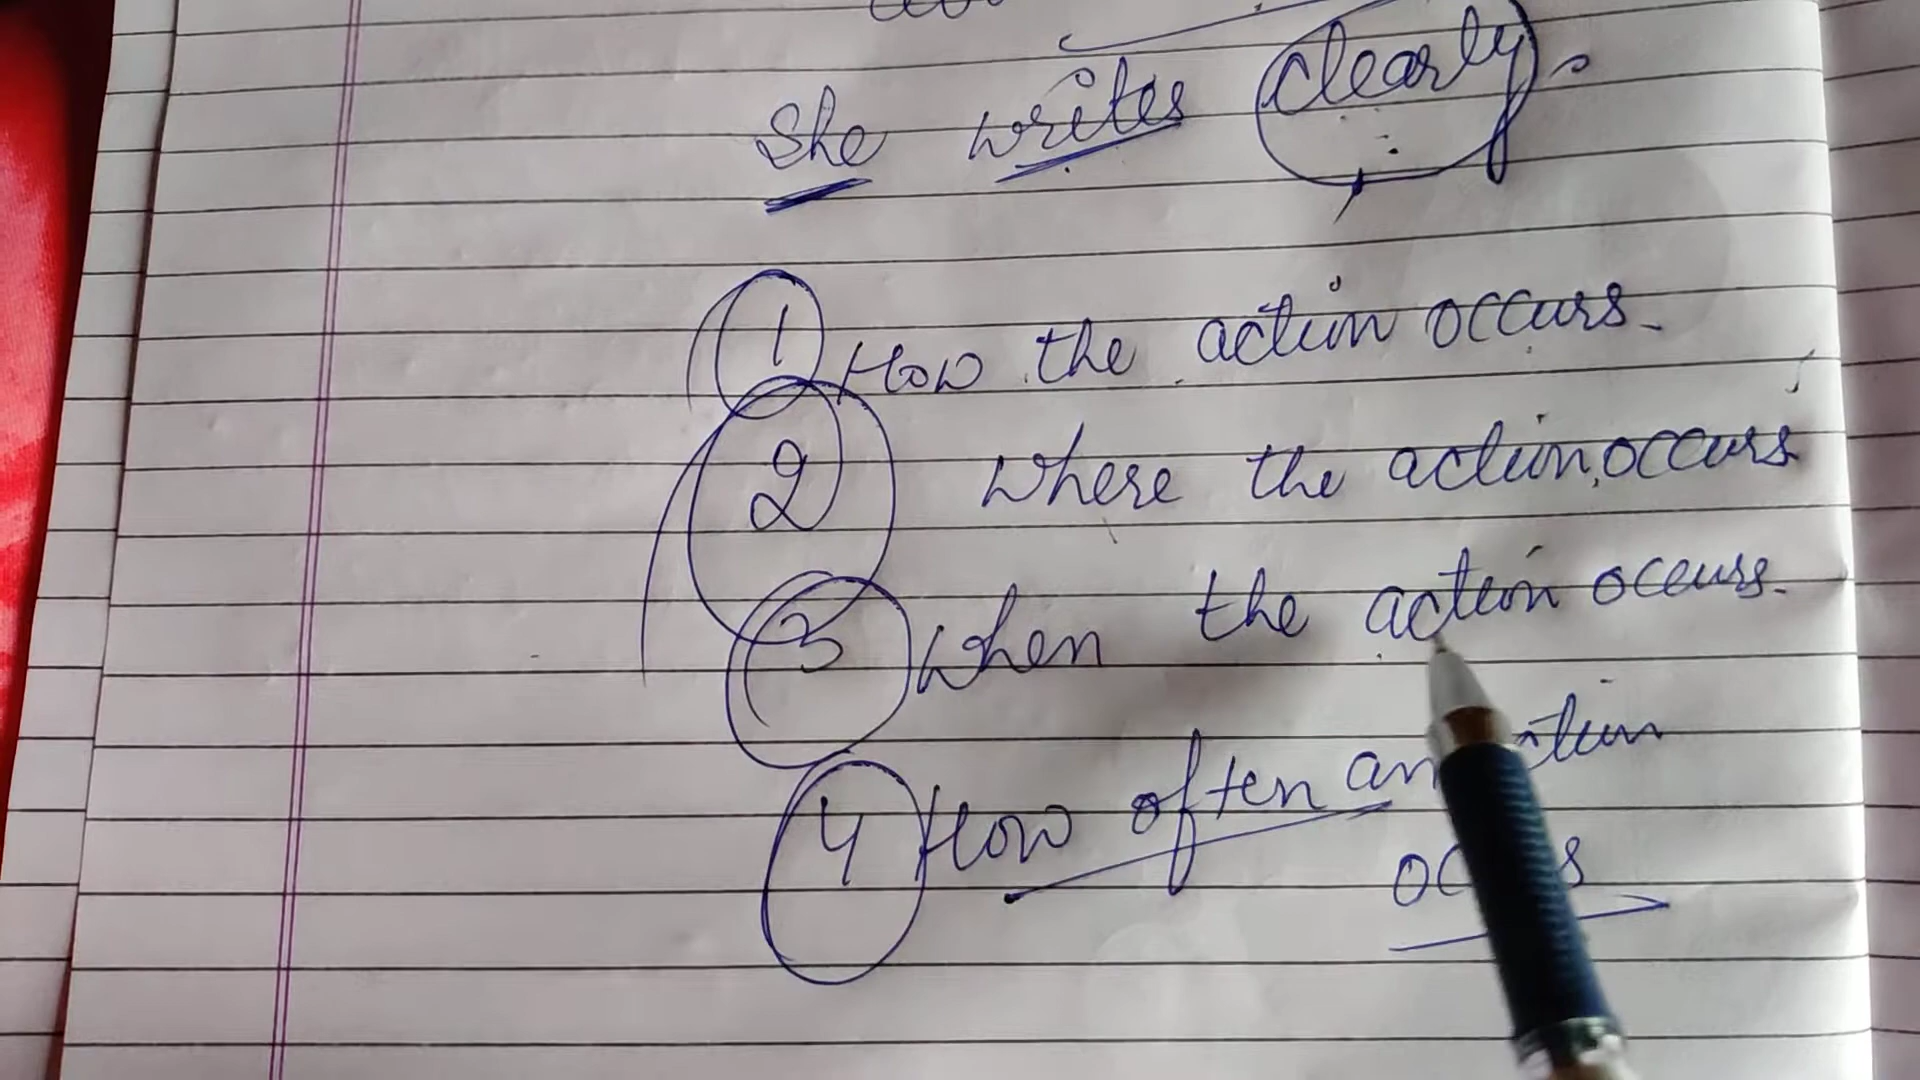 She writes clearly.
1 How the action occurs.
2 where the action occurs
3 When the action occurs.
4 How often an